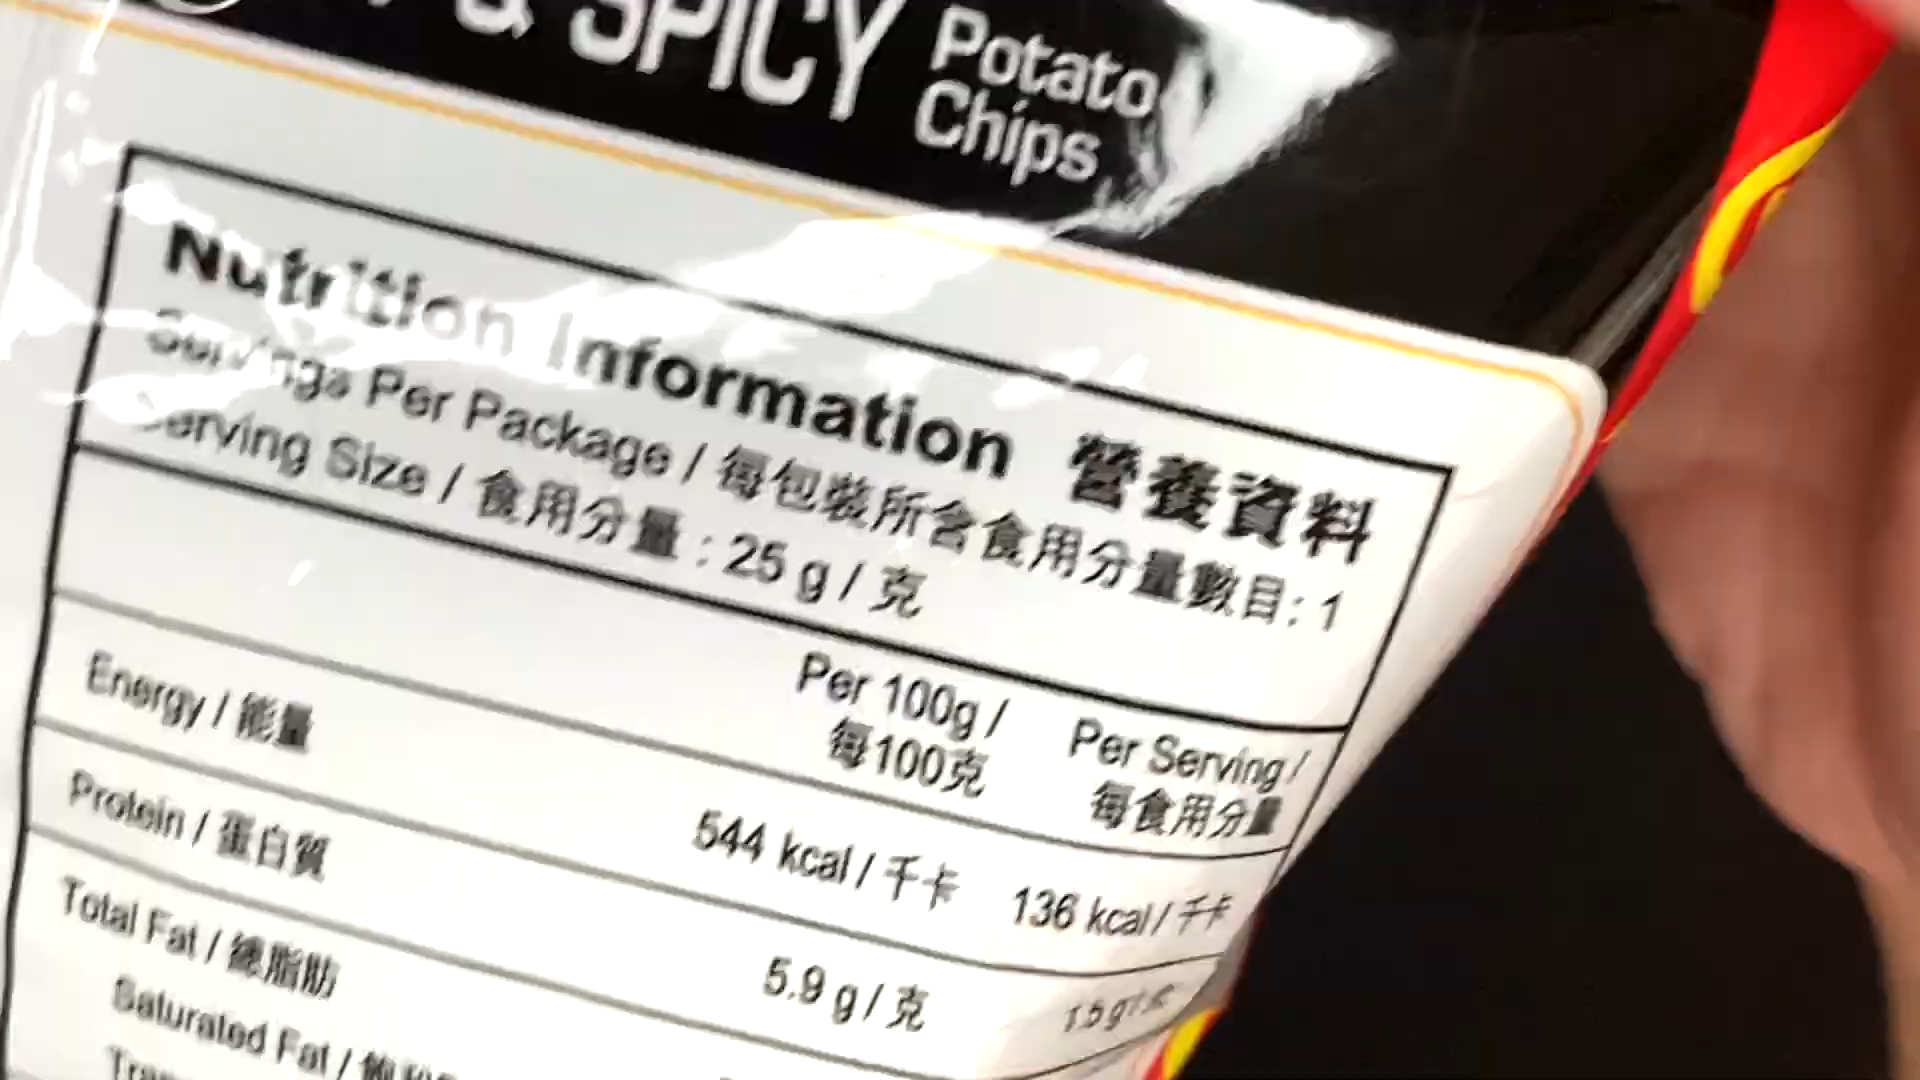 & SPICY Potato
Chips
Nutrition Information 營養資料
Servings Per Package / 每包裝所含食用分量數目: 1
Serving Size / 食用分量 : 25 g / 克
Per 100g / Per Serving /
每100克 每食用分量
Energy / 能量 544 kcal / 千卡 136 kcal / 千卡
Protein / 蛋白質 5.9 g / 克 1.5 g /
Total Fat / 總脂肪
Saturated Fat /